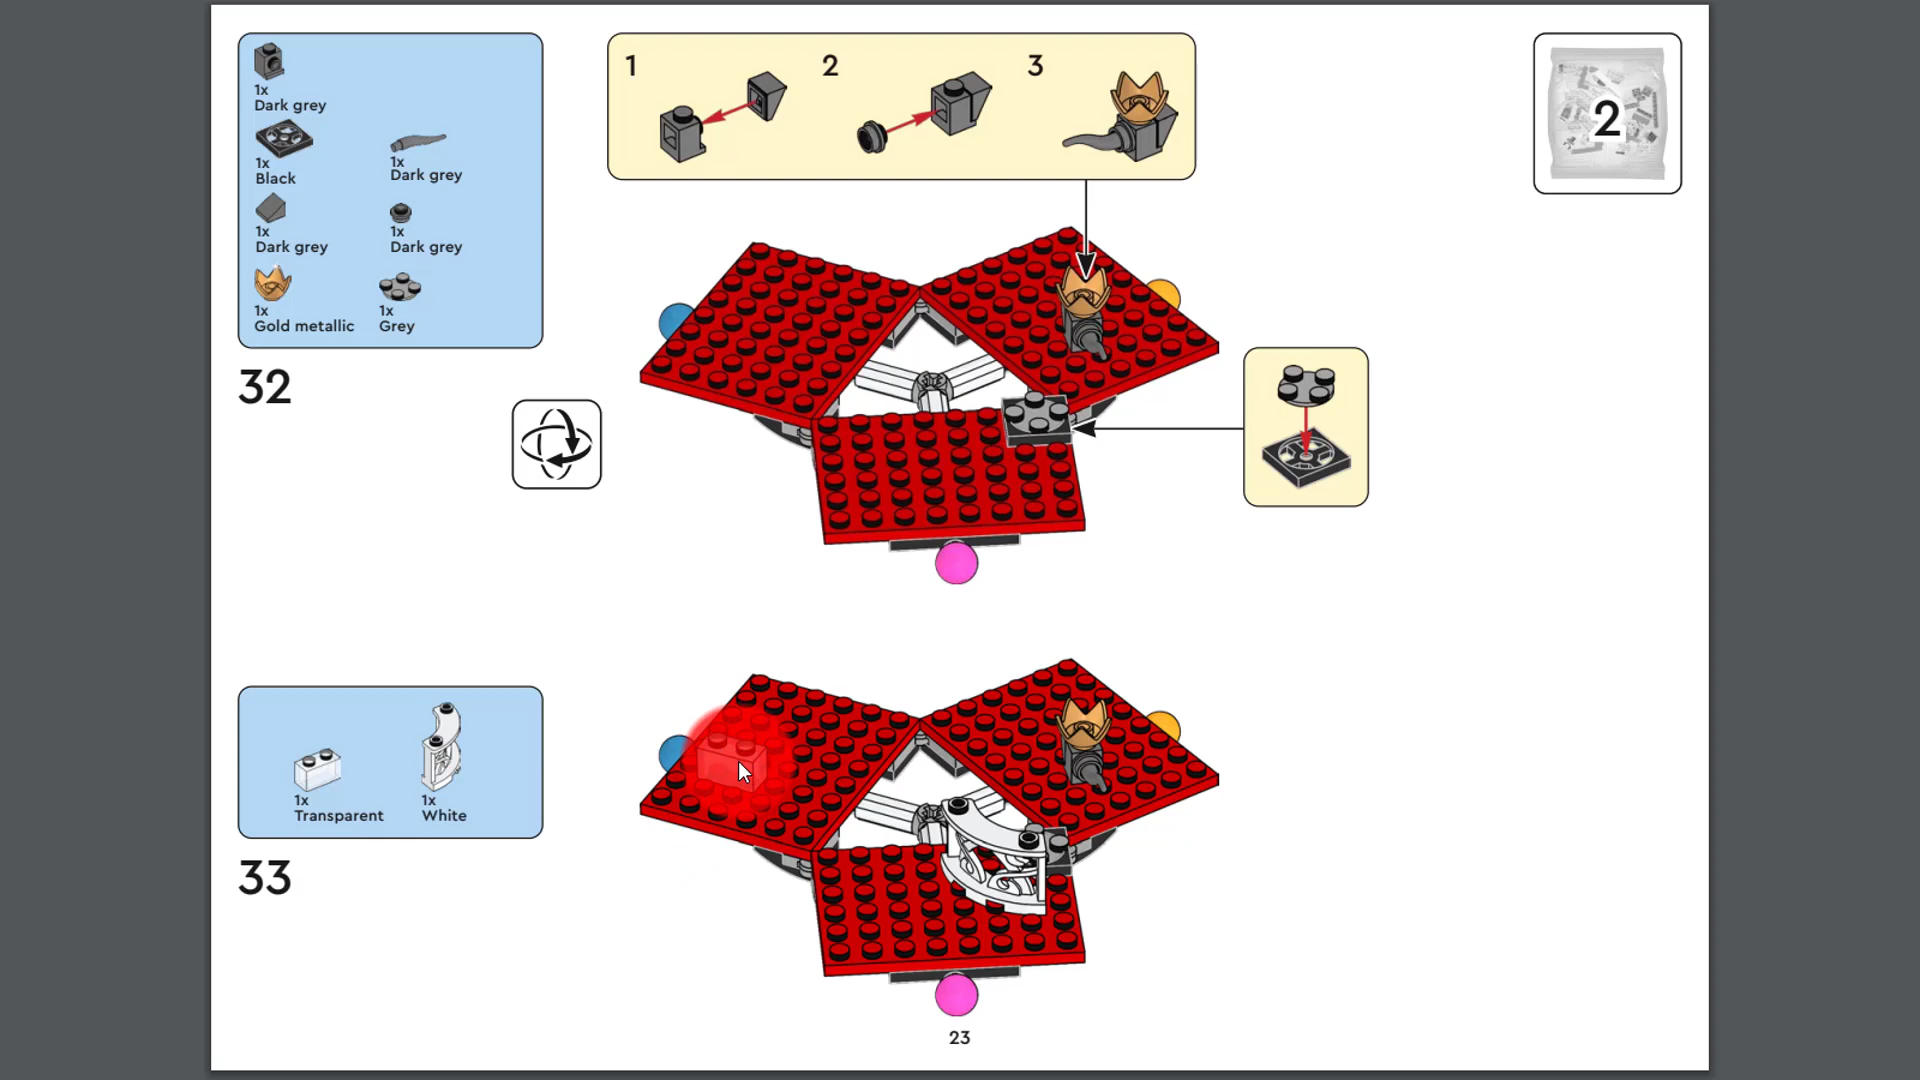 1x
Dark grey
1x
Black
1x
Dark grey
1x
Dark grey
1x
Dark grey
1x
Gold metallic
1x
Grey
32
1
2
3
2
1x
Transparent
1x
White
33
23